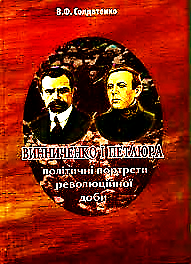 В.Ф. Солдатенко
ВИННИЧЕНКО І ПЕТЛЮРА
політичні портрети
революційної
доби